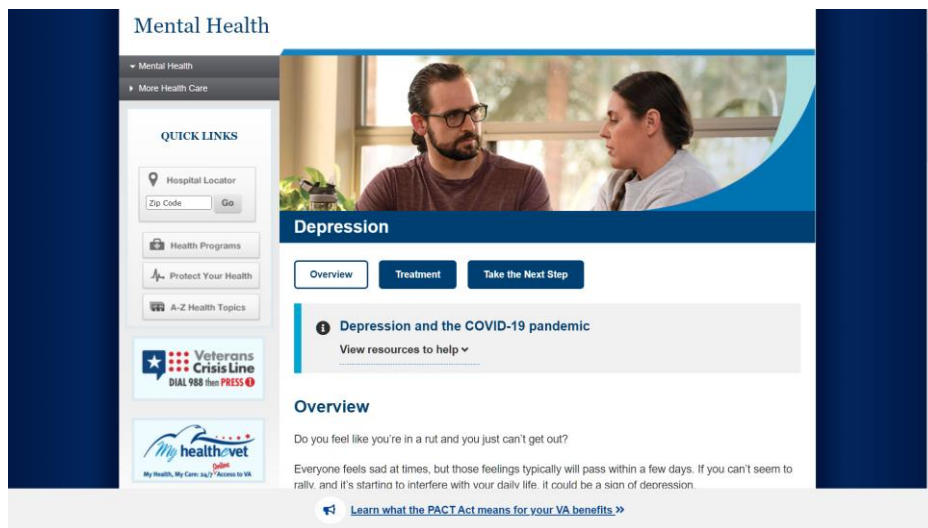 Mental Health
Mental Health
More Health Care
QUICK LINKS
Hospital Locator
Zip Code
Go
Health Programs
Protect Your Health
A-Z Health Topics
Veterans
Crisis Line
DIAL 988 then PRESS 1
My healthevet
My Health, My Care: 24/7 Online Access to VA
Depression
Overview
Treatment
Take the Next Step
Depression and the COVID-19 pandemic
View resources to help
Overview
Do you feel like you're in a rut and you just can't get out?
Everyone feels sad at times, but those feelings typically will pass within a few days. If you can't seem to
rally, and it's starting to interfere with your daily life, it could be a sign of depression.
Learn what the PACT Act means for your VA benefits »